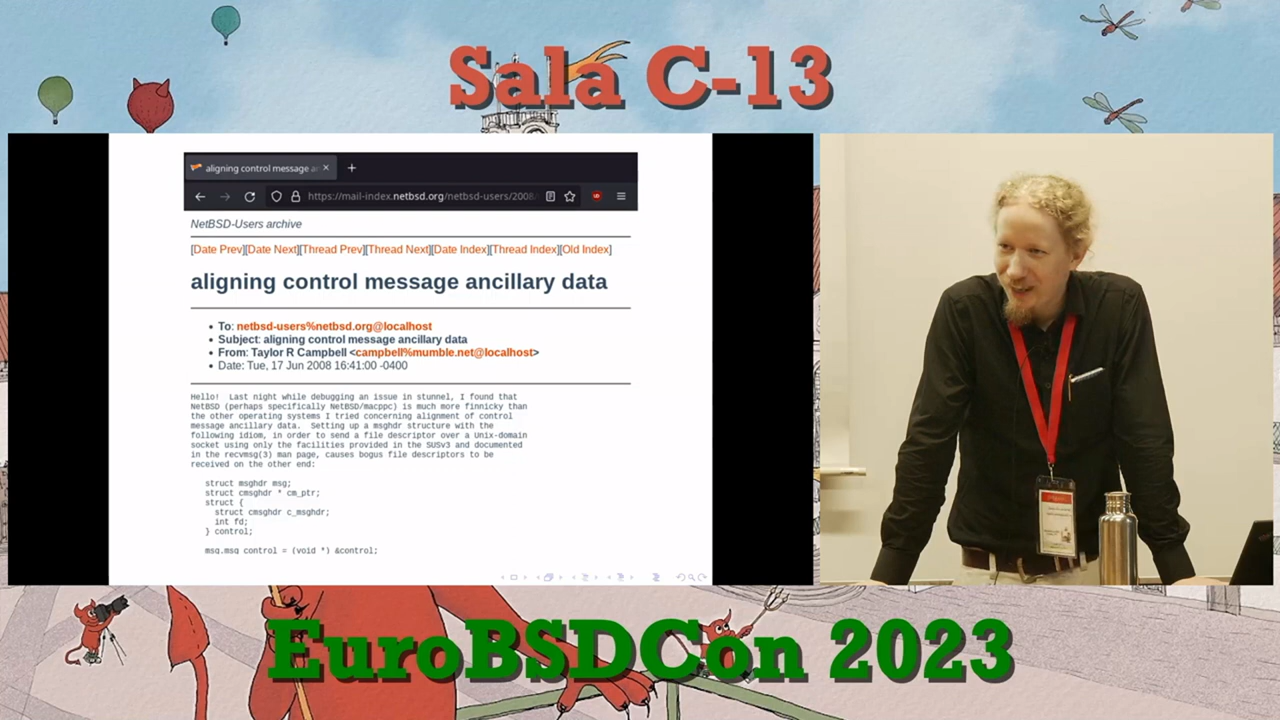 Sala C-13
aligning control message a
https://mail-index.netbsd.org/netbsd-users/2008
NetBSD-Users archive
[Date Prev][Date Next][Thread Prev][Thread Next][Date Index][Thread Index][Old Index]
aligning control message ancillary data
• To: netbsd-users%netbsd.org@localhost
• Subject: aligning control message ancillary data
• From: Taylor R Campbell <campbell%mumble.net@localhost>
• Date: Tue, 17 Jun 2008 16:41:00 -0400
Hello! Last night while debugging an issue in stunnel, I found that
NetBSD (perhaps specifically NetBSD/macppc) is much more finnicky than
the other operating systems I tried concerning alignment of control
message ancillary data. Setting up a msghdr structure with the
following idiom, in order to send a file descriptor over a Unix-domain
socket using only the facilities provided in the SUSv3 and documented
in the recvmsg(3) man page, causes bogus file descriptors to be
received on the other end:
struct msghdr msg;
struct cmsghdr * cm_ptr;
struct {
struct cmsghdr c_msghdr;
int fd;
} control;
msg.msg_control = (void *) &control;
EuroBSDCon 2023